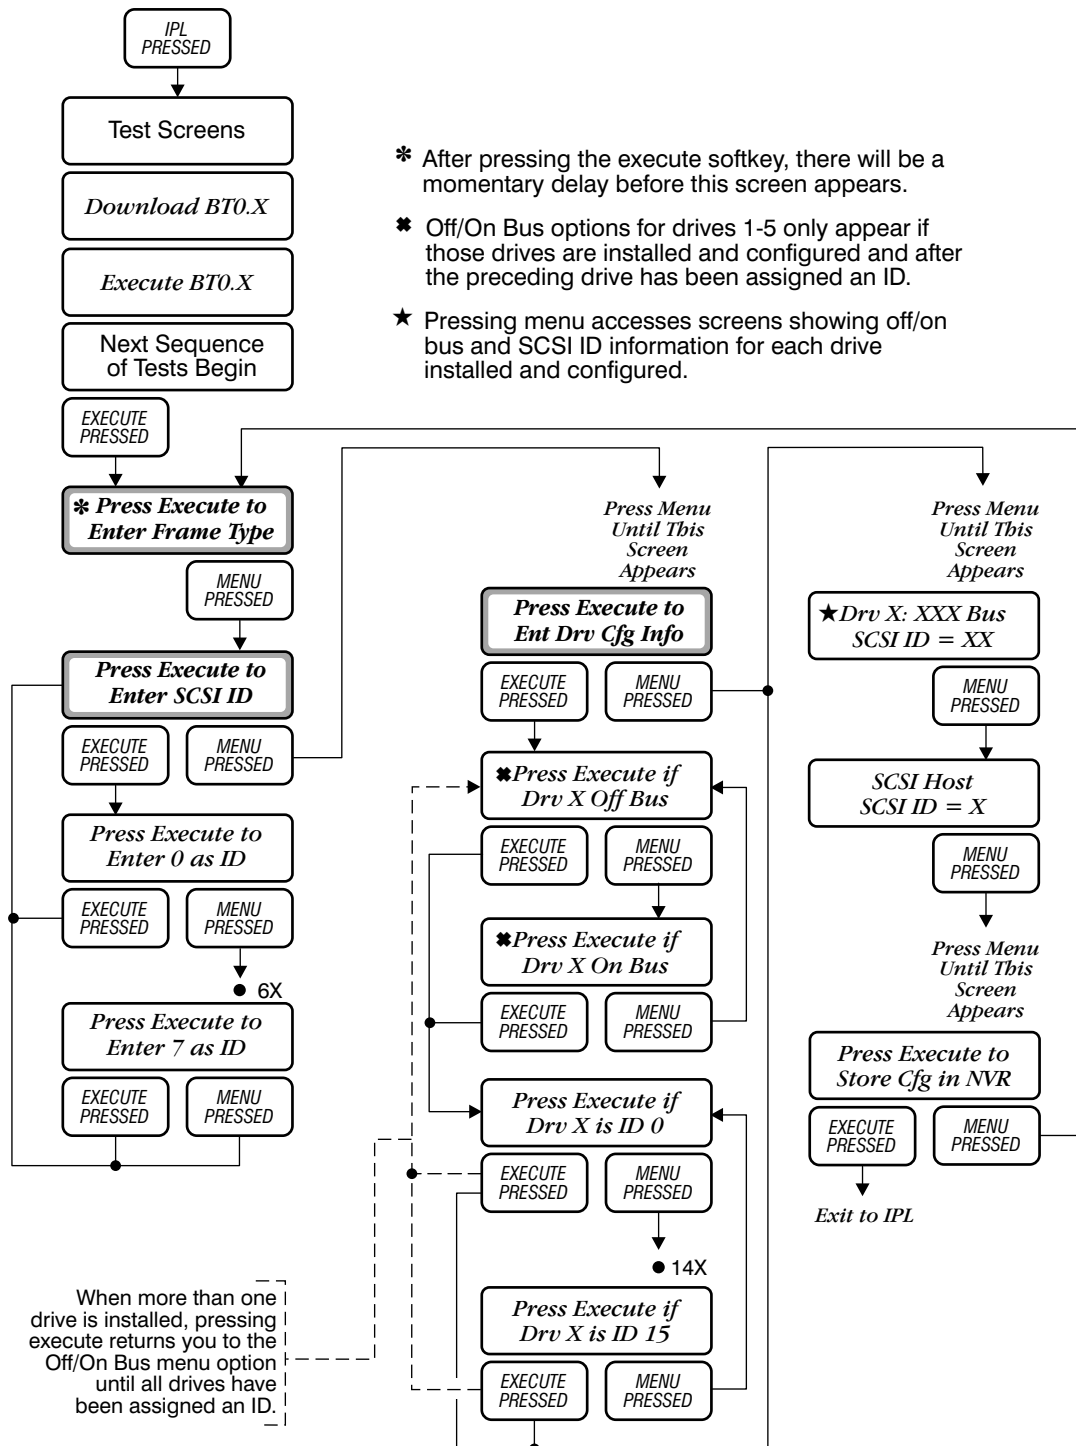 IPL
PRESSED
Test Screens
Download BT0.X
Execute BT0.X
Next Sequence
of Tests Begin
EXECUTE
PRESSED
✽ Press Execute to
Enter Frame Type
MENU
PRESSED
Press Execute to
Enter SCSI ID
EXECUTE
PRESSED
MENU
PRESSED
Press Execute to
Enter 0 as ID
EXECUTE
PRESSED
MENU
PRESSED
● 6X
Press Execute to
Enter 7 as ID
EXECUTE
PRESSED
MENU
PRESSED
When more than one
drive is installed, pressing
execute returns you to the
Off/On Bus menu option
until all drives have
been assigned an ID.
✽ After pressing the execute softkey, there will be a
momentary delay before this screen appears.
✖ Off/On Bus options for drives 1-5 only appear if
those drives are installed and configured and after
the preceding drive has been assigned an ID.
★ Pressing menu accesses screens showing off/on
bus and SCSI ID information for each drive
installed and configured.
Press Menu
Until This
Screen
Appears
Press Execute to
Ent Drv Cfg Info
EXECUTE
PRESSED
MENU
PRESSED
✖Press Execute if
Drv X Off Bus
EXECUTE
PRESSED
MENU
PRESSED
✖Press Execute if
Drv X On Bus
EXECUTE
PRESSED
MENU
PRESSED
Press Execute if
Drv X is ID 0
EXECUTE
PRESSED
MENU
PRESSED
● 14X
Press Execute if
Drv X is ID 15
EXECUTE
PRESSED
MENU
PRESSED
Press Menu
Until This
Screen
Appears
★Drv X: XXX Bus
SCSI ID = XX
MENU
PRESSED
SCSI Host
SCSI ID = X
MENU
PRESSED
Press Menu
Until This
Screen
Appears
Press Execute to
Store Cfg in NVR
EXECUTE
PRESSED
MENU
PRESSED
Exit to IPL